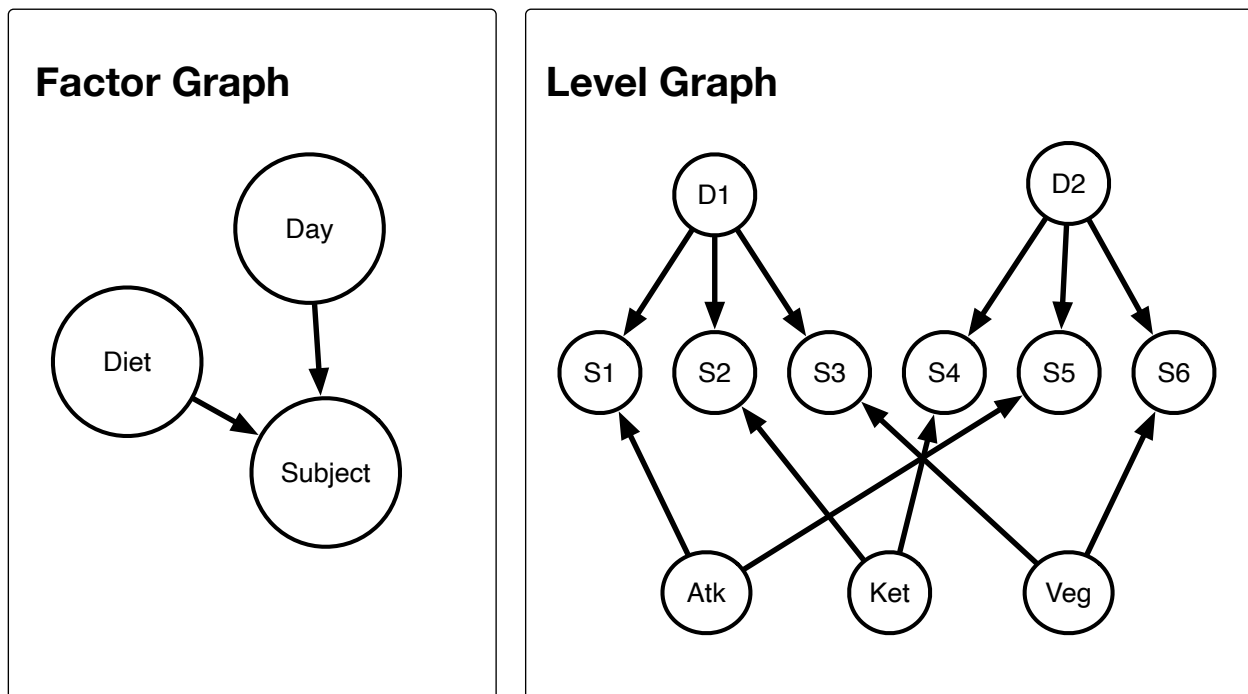 Factor Graph
Day
Diet
Subject
Level Graph
D1
D2
S1
S2
S3
S4
S5
S6
Atk
Ket
Veg